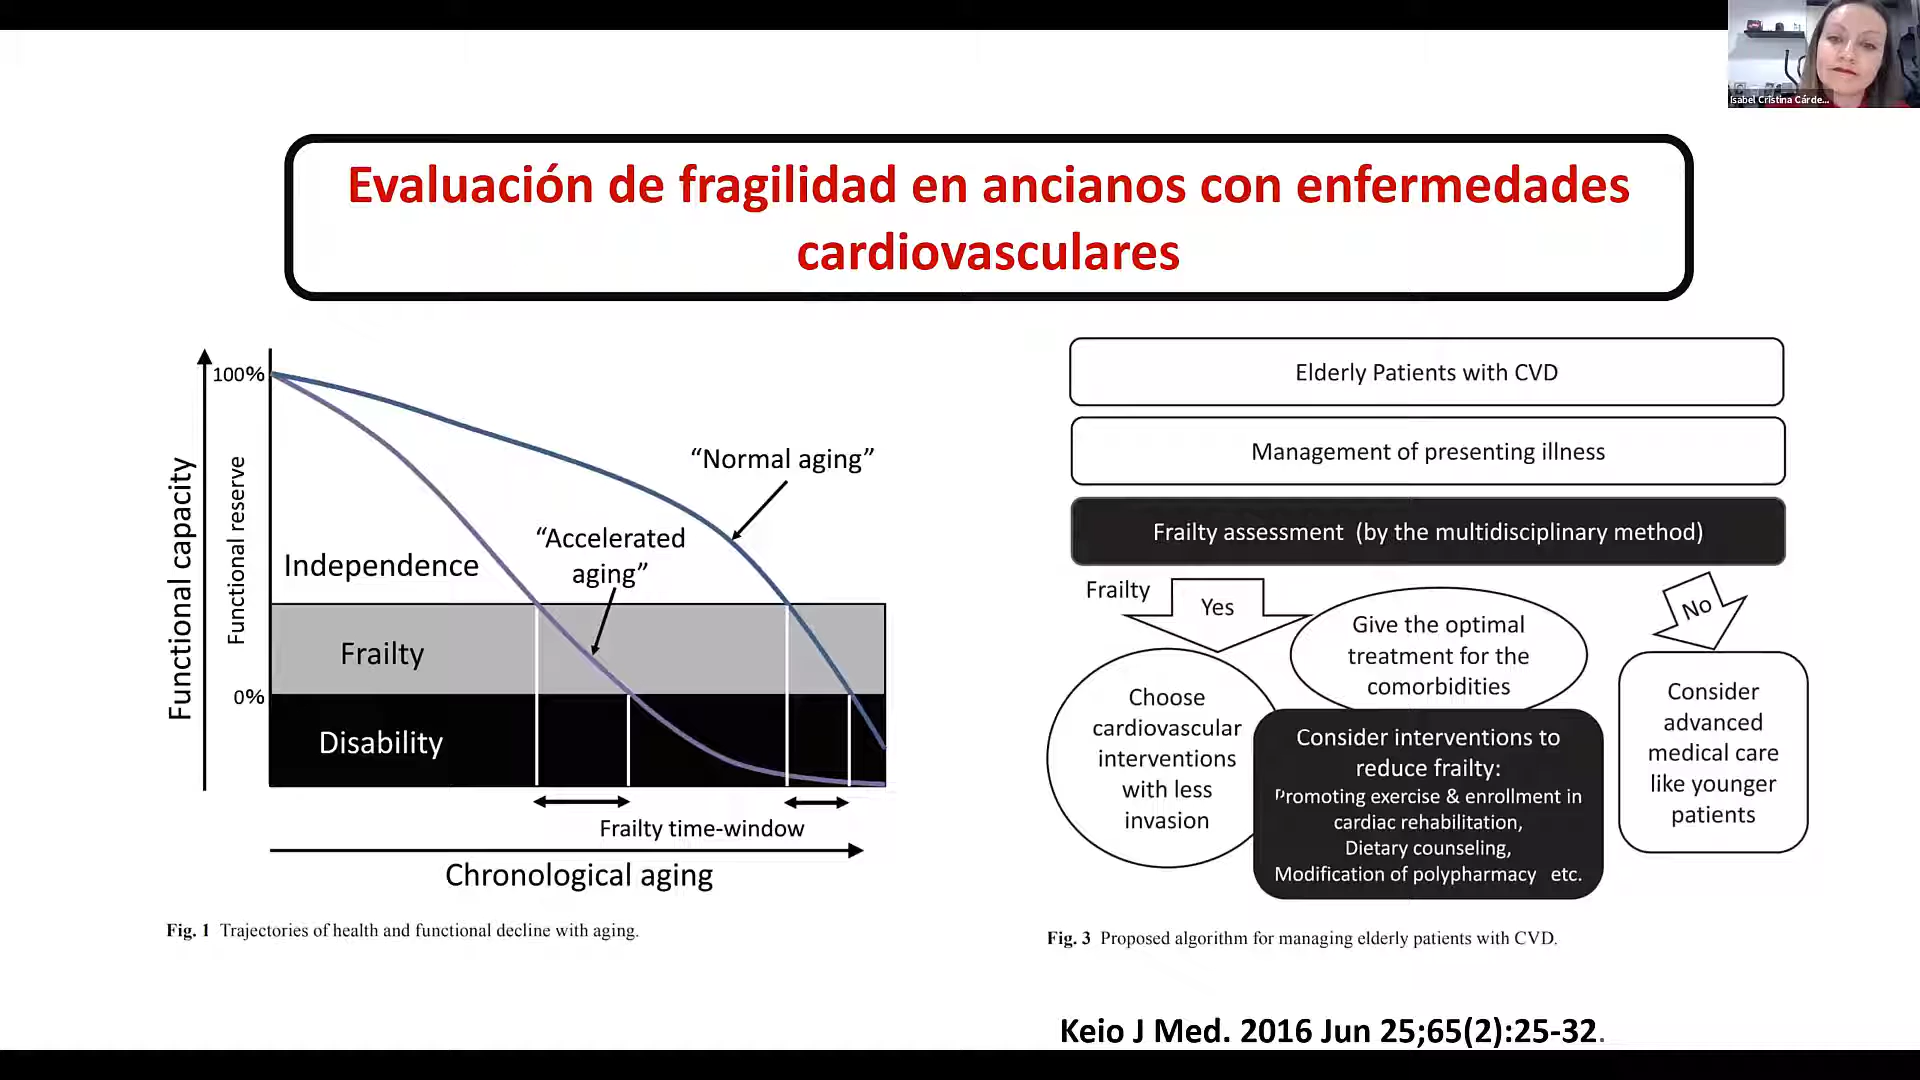 Isabel Cristina Cárde...
Evaluación de fragilidad en ancianos con enfermedades
cardiovasculares
Functional capacity
Functional reserve
100%
0%
"Normal aging"
"Accelerated
aging"
Independence
Frailty
Disability
Frailty time-window
Chronological aging
Fig. 1 Trajectories of health and functional decline with aging.
Elderly Patients with CVD
Management of presenting illness
Frailty assessment (by the multidisciplinary method)
Frailty
Yes
No
Choose
cardiovascular
interventions
with less
invasion
Give the optimal
treatment for the
comorbidities
Consider interventions to
reduce frailty:
Promoting exercise & enrollment in
cardiac rehabilitation,
Dietary counseling,
Modification of polypharmacy etc.
Consider
advanced
medical care
like younger
patients
Fig. 3 Proposed algorithm for managing elderly patients with CVD.
Keio J Med. 2016 Jun 25;65(2):25-32.